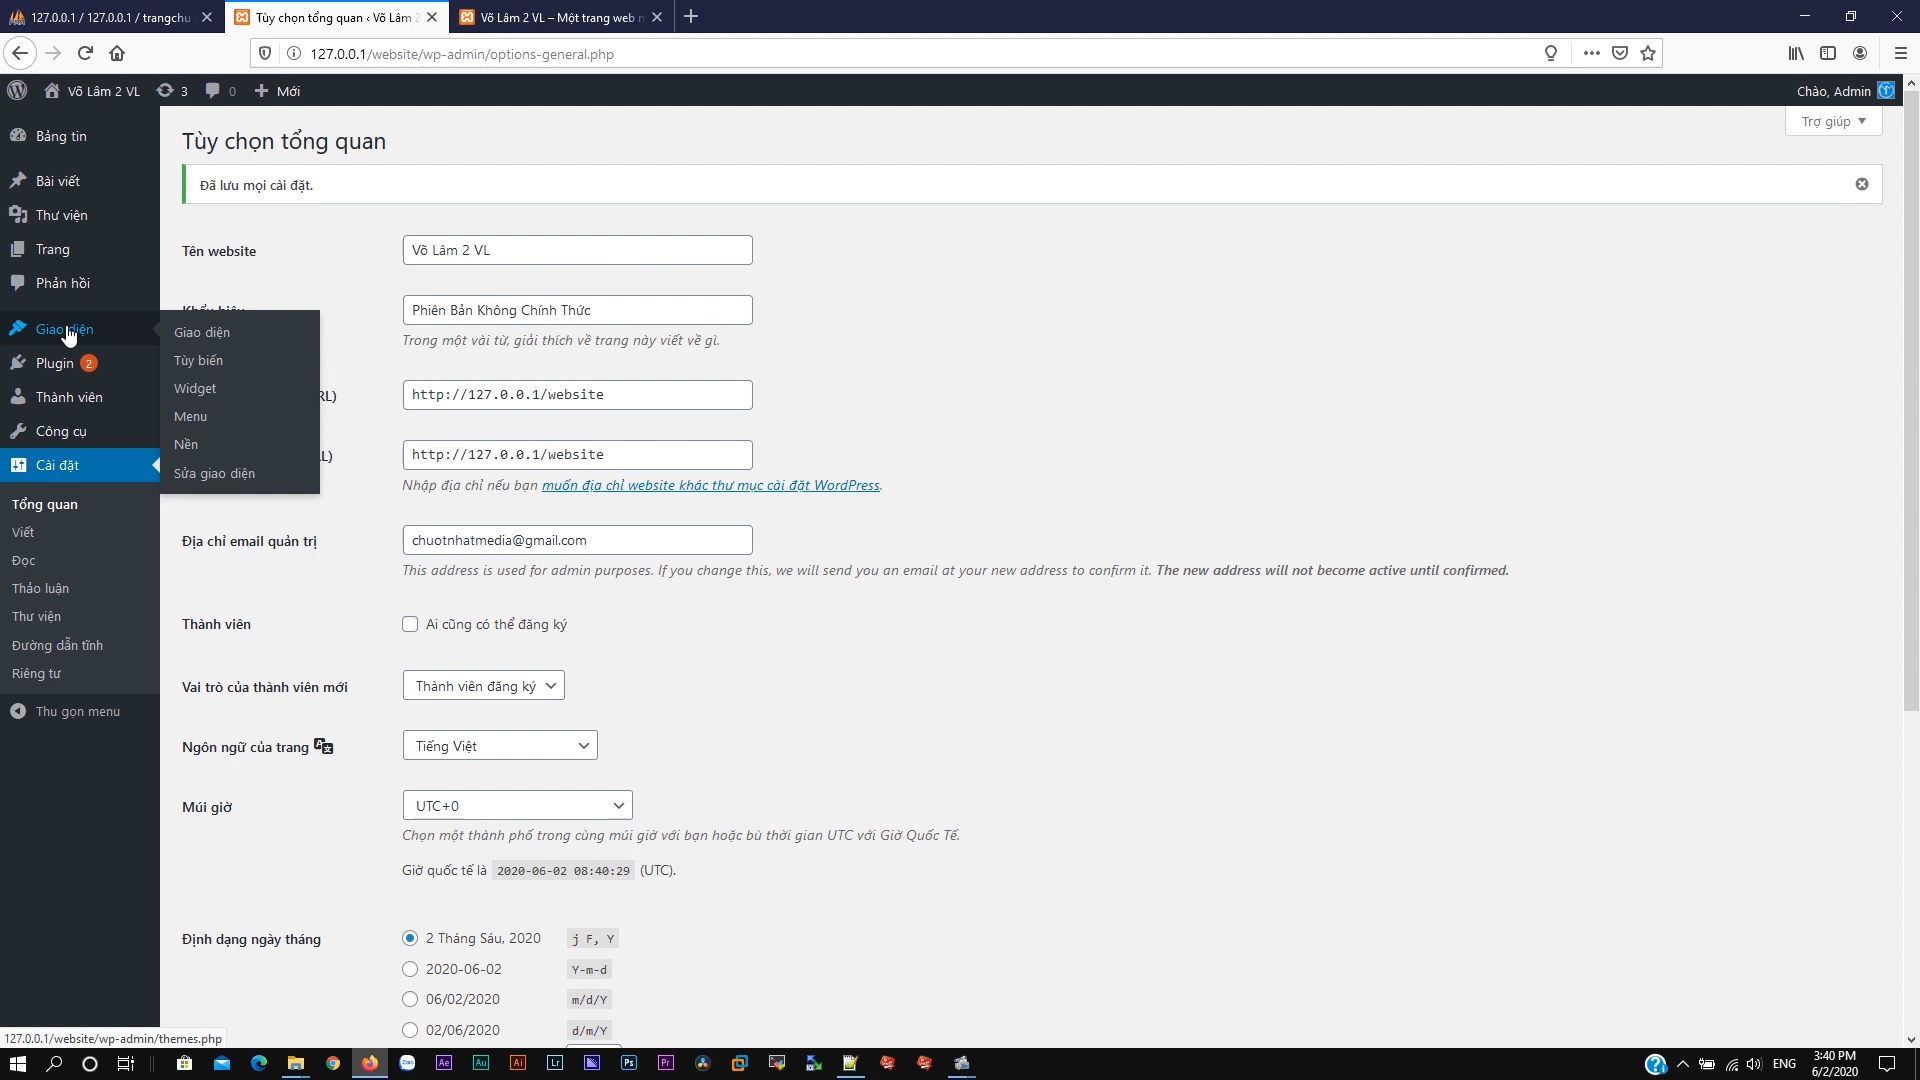 127.0.0.1 / 127.0.0.1 / trangchu
Tùy chọn tổng quan ‹ Võ Lâm 2
Võ Lâm 2 VL – Một trang web
127.0.0.1/website/wp-admin/options-general.php
Võ Lâm 2 VL
3
0
Mới
Chào, Admin
Trợ giúp
Bảng tin
Bài viết
Thư viện
Trang
Phản hồi
Giao diện
Plugin 2
Thành viên
Công cụ
Cài đặt
Tổng quan
Viết
Đọc
Thảo luận
Thư viện
Đường dẫn tĩnh
Riêng tư
Thu gọn menu
Giao diện
Tùy biến
Widget
Menu
Nền
Sửa giao diện
Tùy chọn tổng quan
Đã lưu mọi cài đặt.
Tên website
Võ Lâm 2 VL
Phiên Bản Không Chính Thức
Trong một vài từ, giải thích về trang này viết về gì.
RL)
http://127.0.0.1/website
L)
http://127.0.0.1/website
Nhập địa chỉ nếu bạn muốn địa chỉ website khác thư mục cài đặt WordPress.
Địa chỉ email quản trị
chuotnhatmedia@gmail.com
This address is used for admin purposes. If you change this, we will send you an email at your new address to confirm it. The new address will not become active until confirmed.
Thành viên
Ai cũng có thể đăng ký
Vai trò của thành viên mới
Thành viên đăng ký
Ngôn ngữ của trang
Tiếng Việt
Múi giờ
UTC+0
Chọn một thành phố trong cùng múi giờ với bạn hoặc bù thời gian UTC với Giờ Quốc Tế.
Giờ quốc tế là 2020-06-02 08:40:29 (UTC).
Định dạng ngày tháng
2 Tháng Sáu, 2020 j F, Y
2020-06-02 Y-m-d
06/02/2020 m/d/Y
02/06/2020 d/m/Y
127.0.0.1/website/wp-admin/themes.php
Zalo
Ae
Au
Ai
Lr
Ps
Pr
ENG
3:40 PM
6/2/2020